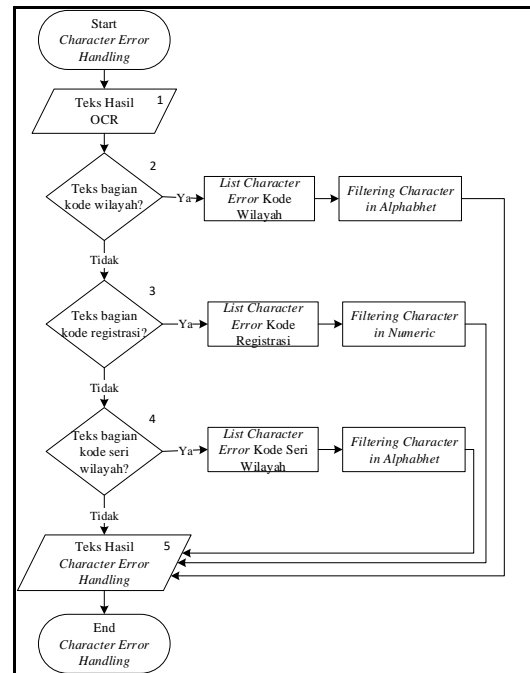 Start
Character Error
Handling
1
Teks Hasil
OCR
2
Teks bagian
kode wilayah?
Ya
List Character
Error Kode
Wilayah
Filtering Character
in Alphabhet
Tidak
3
Teks bagian
kode registrasi?
Ya
List Character
Error Kode
Registrasi
Filtering Character
in Numeric
Tidak
4
Teks bagian
kode seri
wilayah?
Ya
List Character
Error Kode Seri
Wilayah
Filtering Character
in Alphabhet
Tidak
5
Teks Hasil
Character Error
Handling
End
Character Error
Handling